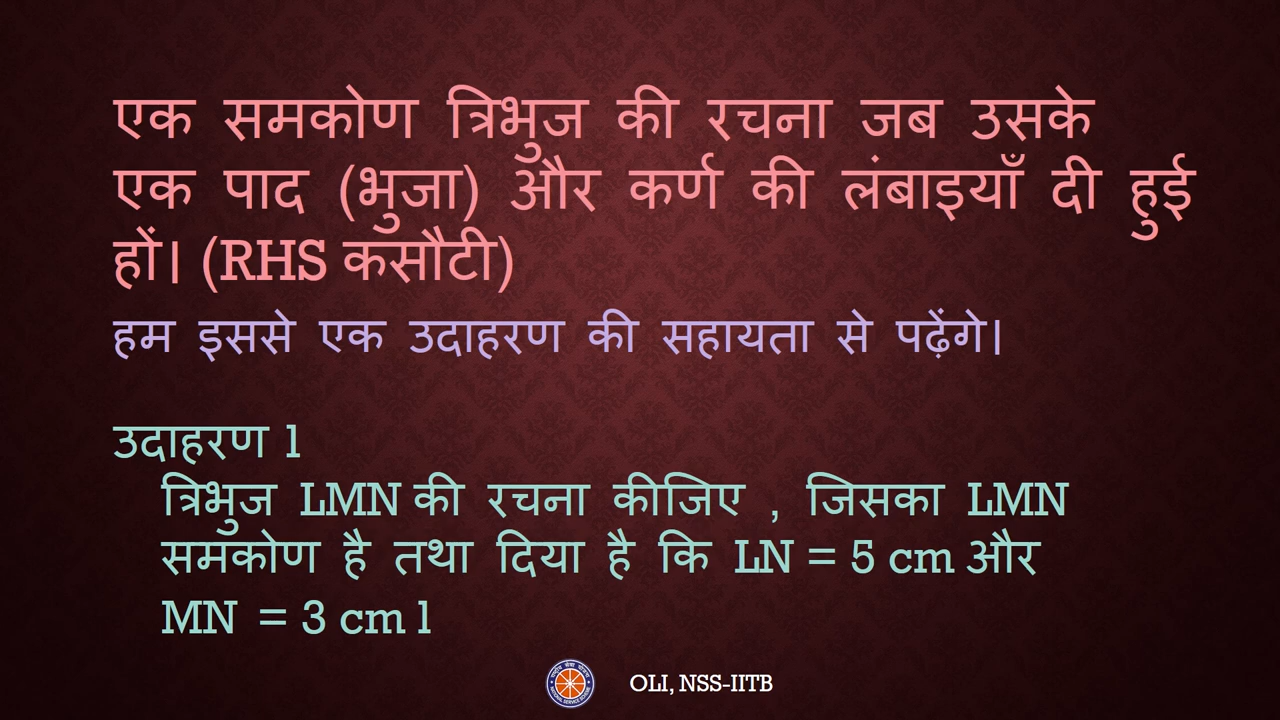 एक समकोण त्रिभुज की रचना जब उसके
एक पाद (भुजा) और कर्ण की लंबाइयाँ दी हुई
हों। (RHS कसौटी)
हम इससे एक उदाहरण की सहायता से पढ़ेंगे।
उदाहरण 1
त्रिभुज LMN की रचना कीजिए , जिसका LMN
समकोण है तथा दिया है कि LN = 5 cm और
MN = 3 cm l
OLI, NSS-IITB